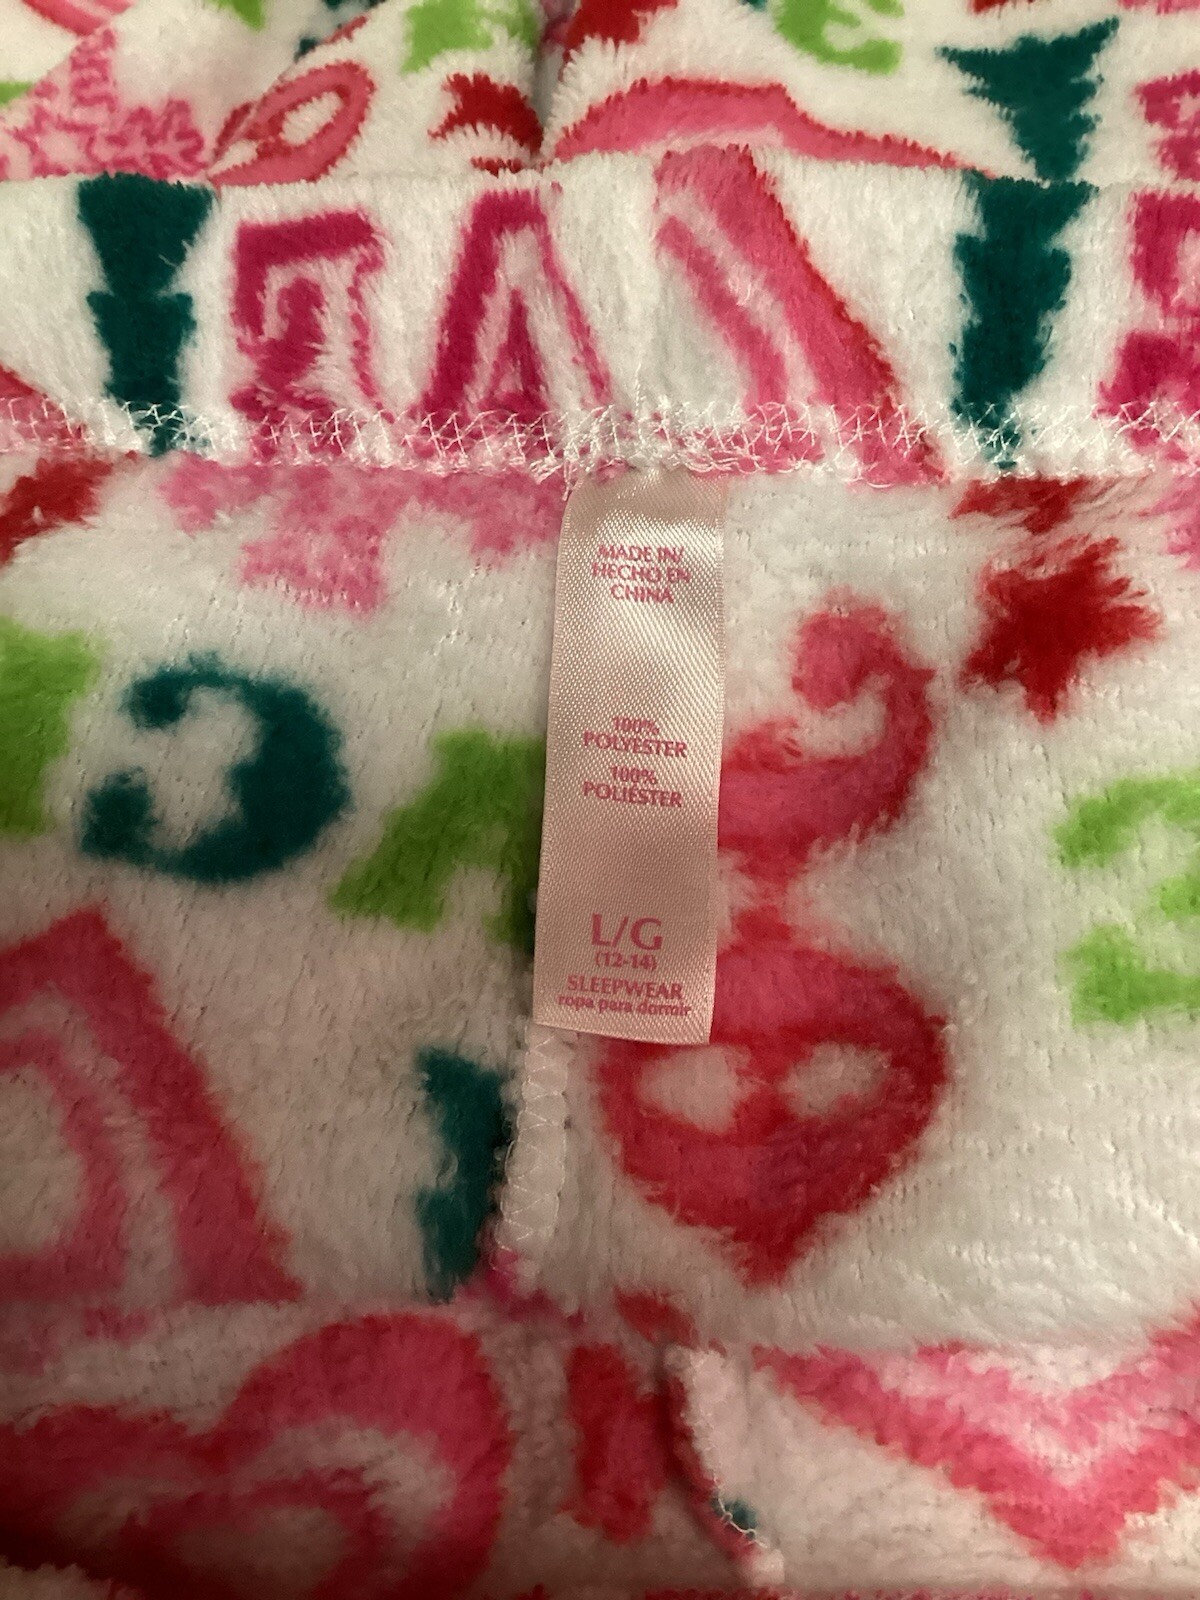 MADE IN/
HECHO EN
CHINA
100%
POLYESTER
100%
POLIÉSTER
L/G
(12-14)
SLEEPWEAR
ropa para dormir